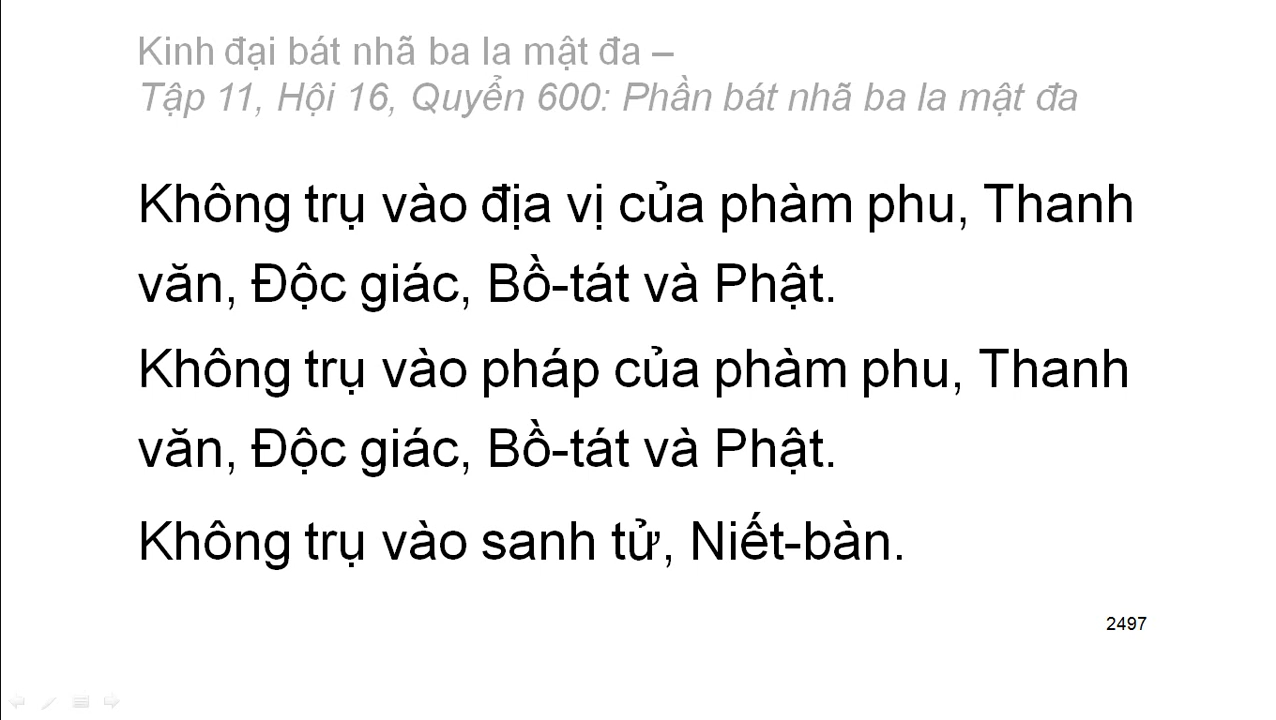 Kinh đại bát nhã ba la mật đa –
Tập 11, Hội 16, Quyển 600: Phần bát nhã ba la mật đa
Không trụ vào địa vị của phàm phu, Thanh
văn, Độc giác, Bồ-tát và Phật.
Không trụ vào pháp của phàm phu, Thanh
văn, Độc giác, Bồ-tát và Phật.
Không trụ vào sanh tử, Niết-bàn.
2497